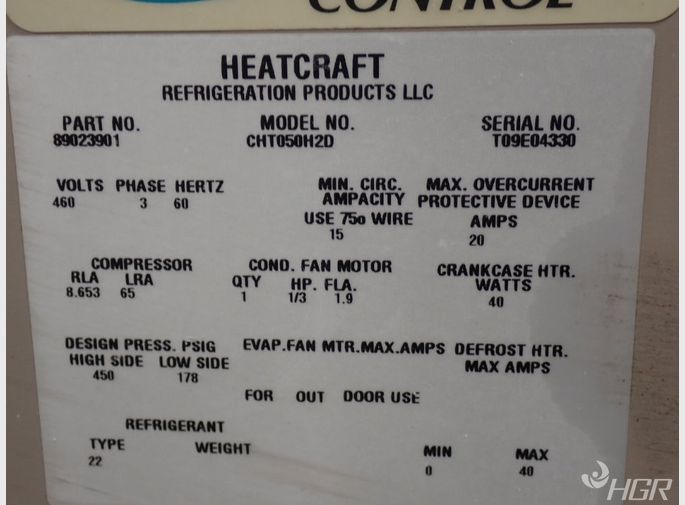 CONTROL
HEATCRAFT
REFRIGERATION PRODUCTS LLC
PART NO. MODEL NO. SERIAL NO.
89023901 CHT050H2D T09E04330
VOLTS PHASE HERTZ MIN. CIRC. MAX. OVERCURRENT
460 3 60 AMPACITY PROTECTIVE DEVICE
USE 75o WIRE AMPS
15 20
COMPRESSOR COND. FAN MOTOR CRANKCASE HTR.
RLA LRA QTY HP. FLA. WATTS
8.653 65 1 1/3 1.9 40
DESIGN PRESS. PSIG EVAP.FAN MTR.MAX.AMPS DEFROST HTR.
HIGH SIDE LOW SIDE MAX AMPS
450 178
FOR OUT DOOR USE
REFRIGERANT
TYPE WEIGHT MIN MAX
22 0 40
HGR